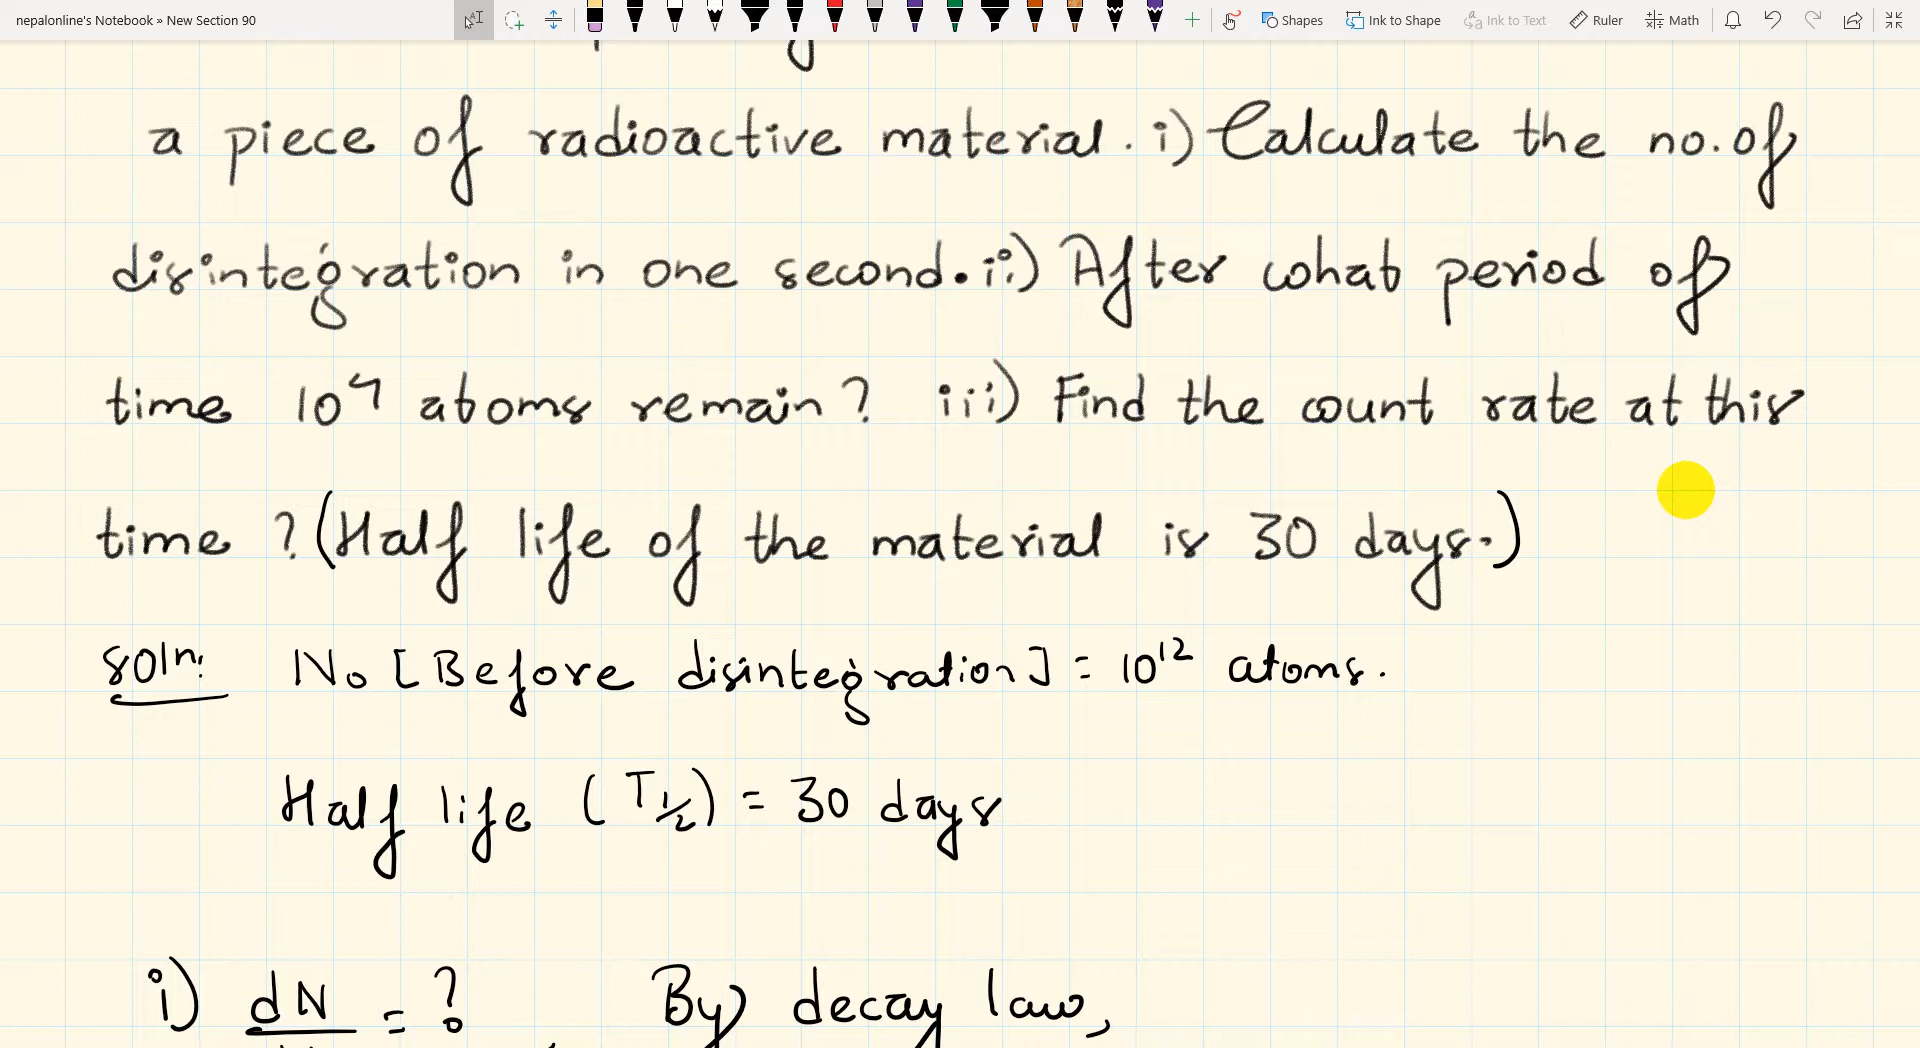 nepalonline's Notebook » New Section 90 Shapes Ink to Shape Ink to Text Ruler Math
a piece of radioactive material. i) Calculate the no. of
disintegration in one second. ii) After what period of
time 10⁴ atoms remain? iii) Find the count rate at this
time ? (Half life of the material is 30 days.)
soln: No [Before disintegration] = 10¹² atoms.
Half life (T½) = 30 days
i) dN = ? By decay law,